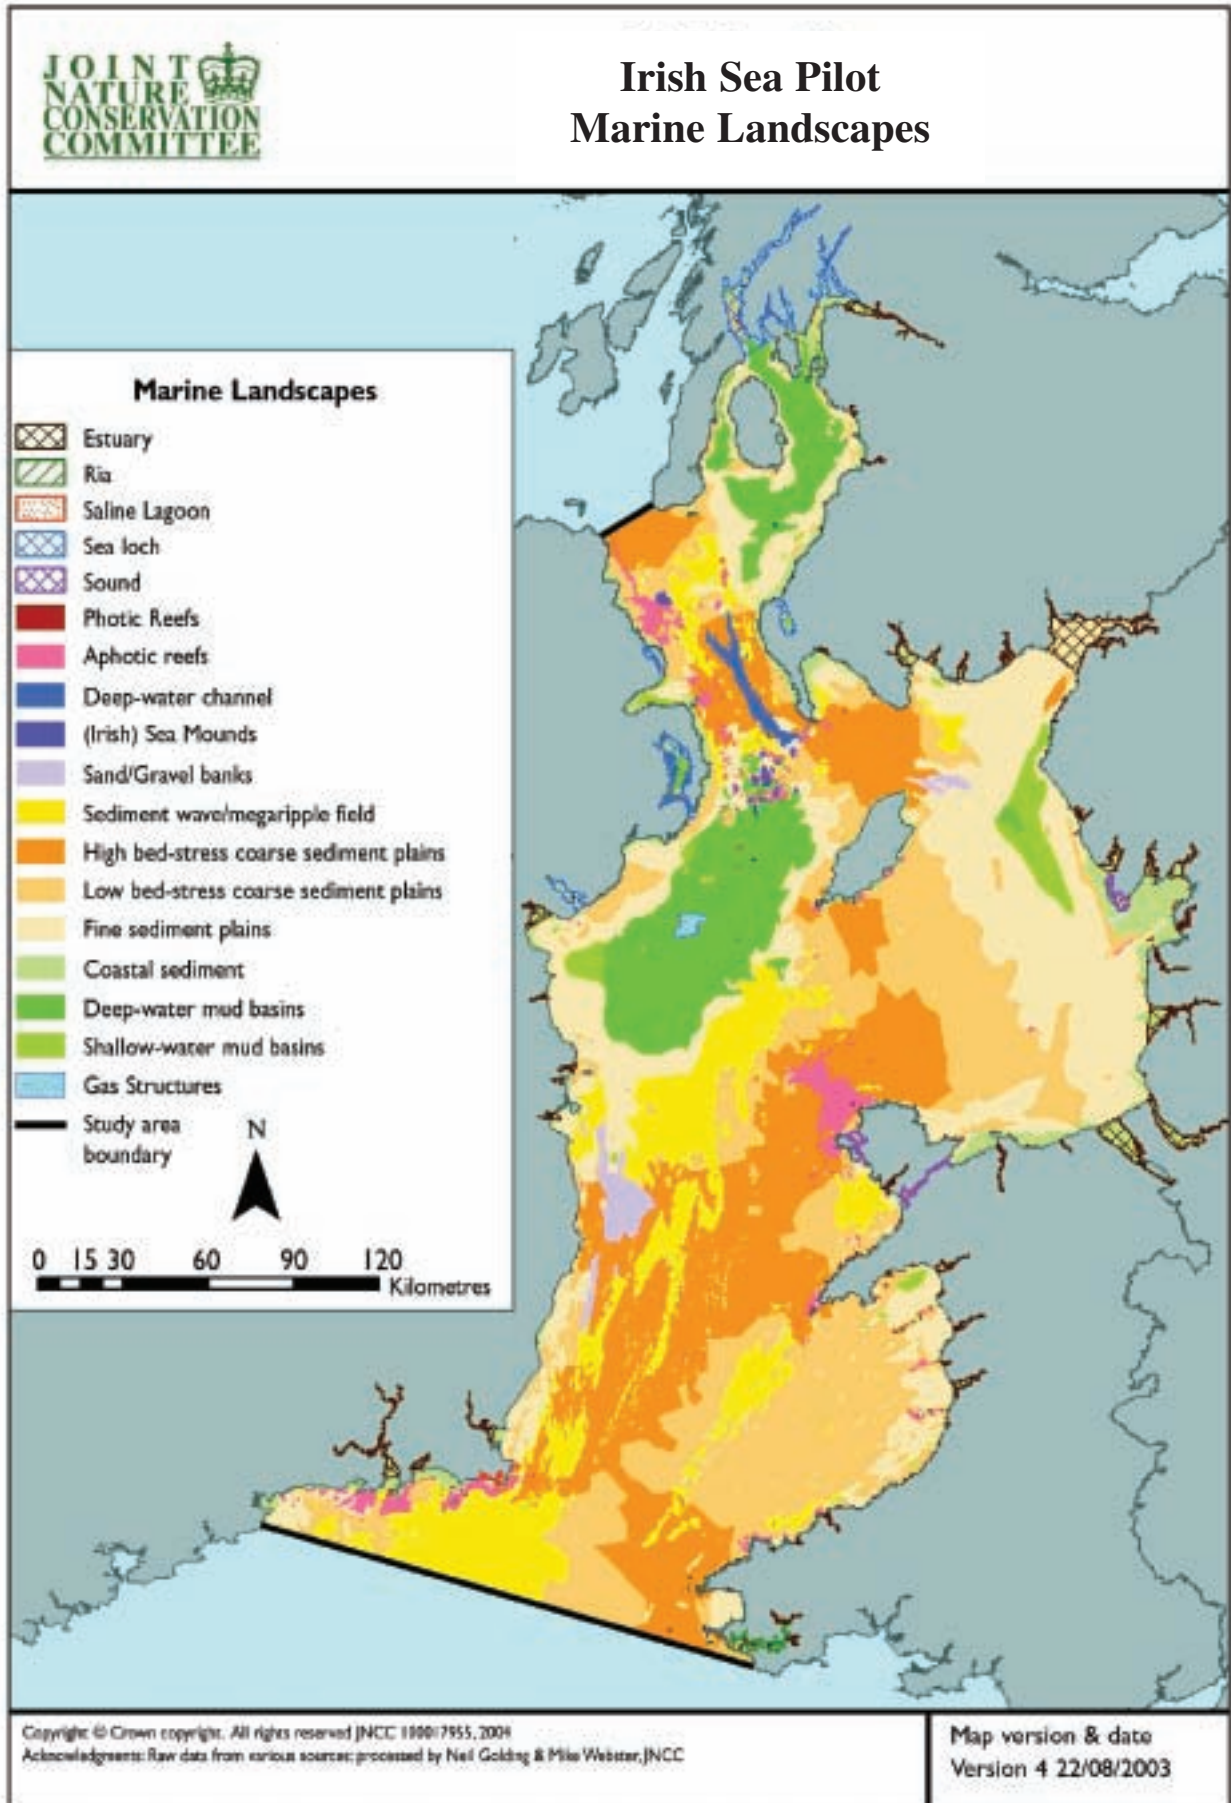 JOINT
NATURE
CONSERVATION
COMMITTEE
Irish Sea Pilot
Marine Landscapes
Marine Landscapes
Estuary
Ria
Saline Lagoon
Sea loch
Sound
Photic Reefs
Aphotic reefs
Deep-water channel
(Irish) Sea Mounds
Sand/Gravel banks
Sediment wave/megaripple field
High bed-stress coarse sediment plains
Low bed-stress coarse sediment plains
Fine sediment plains
Coastal sediment
Deep-water mud basins
Shallow-water mud basins
Gas Structures
Study area
boundary
N
0 15 30 60 90 120
Kilometres
Copyright © Crown copyright. All rights reserved JNCC 100017955, 2004
Acknowledgments: Raw data from various sources; processed by Neil Golding & Mike Webster, JNCC
Map version & date
Version 4 22/08/2003